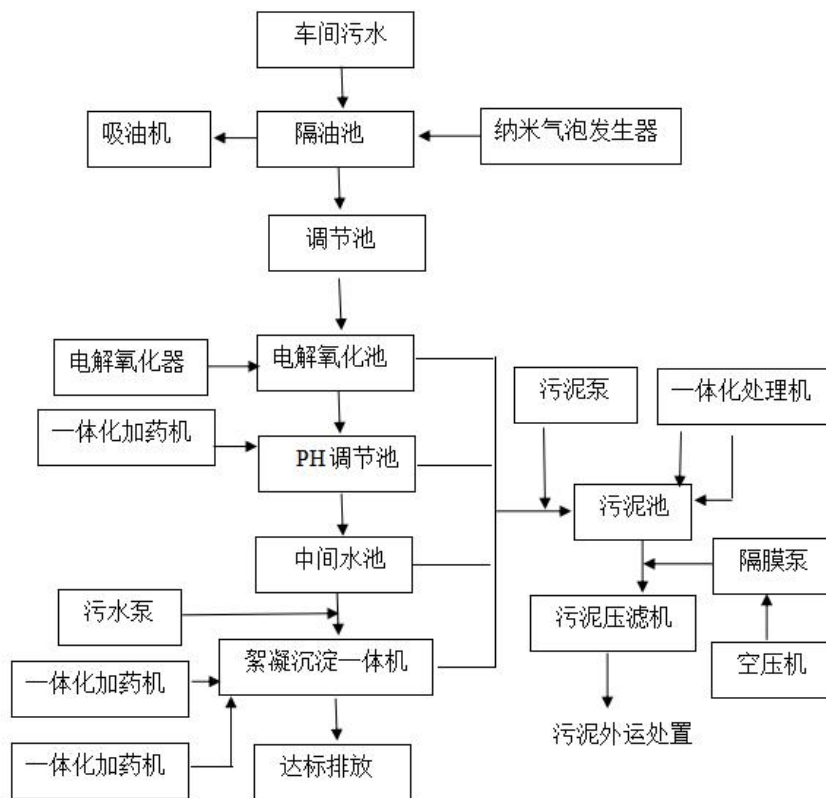 车间污水
吸油机
隔油池
纳米气泡发生器
调节池
电解氧化器
电解氧化池
污泥泵
一体化处理机
一体化加药机
PH 调节池
污泥池
中间水池
隔膜泵
污水泵
污泥压滤机
絮凝沉淀一体机
空压机
一体化加药机
污泥外运处置
一体化加药机
达标排放